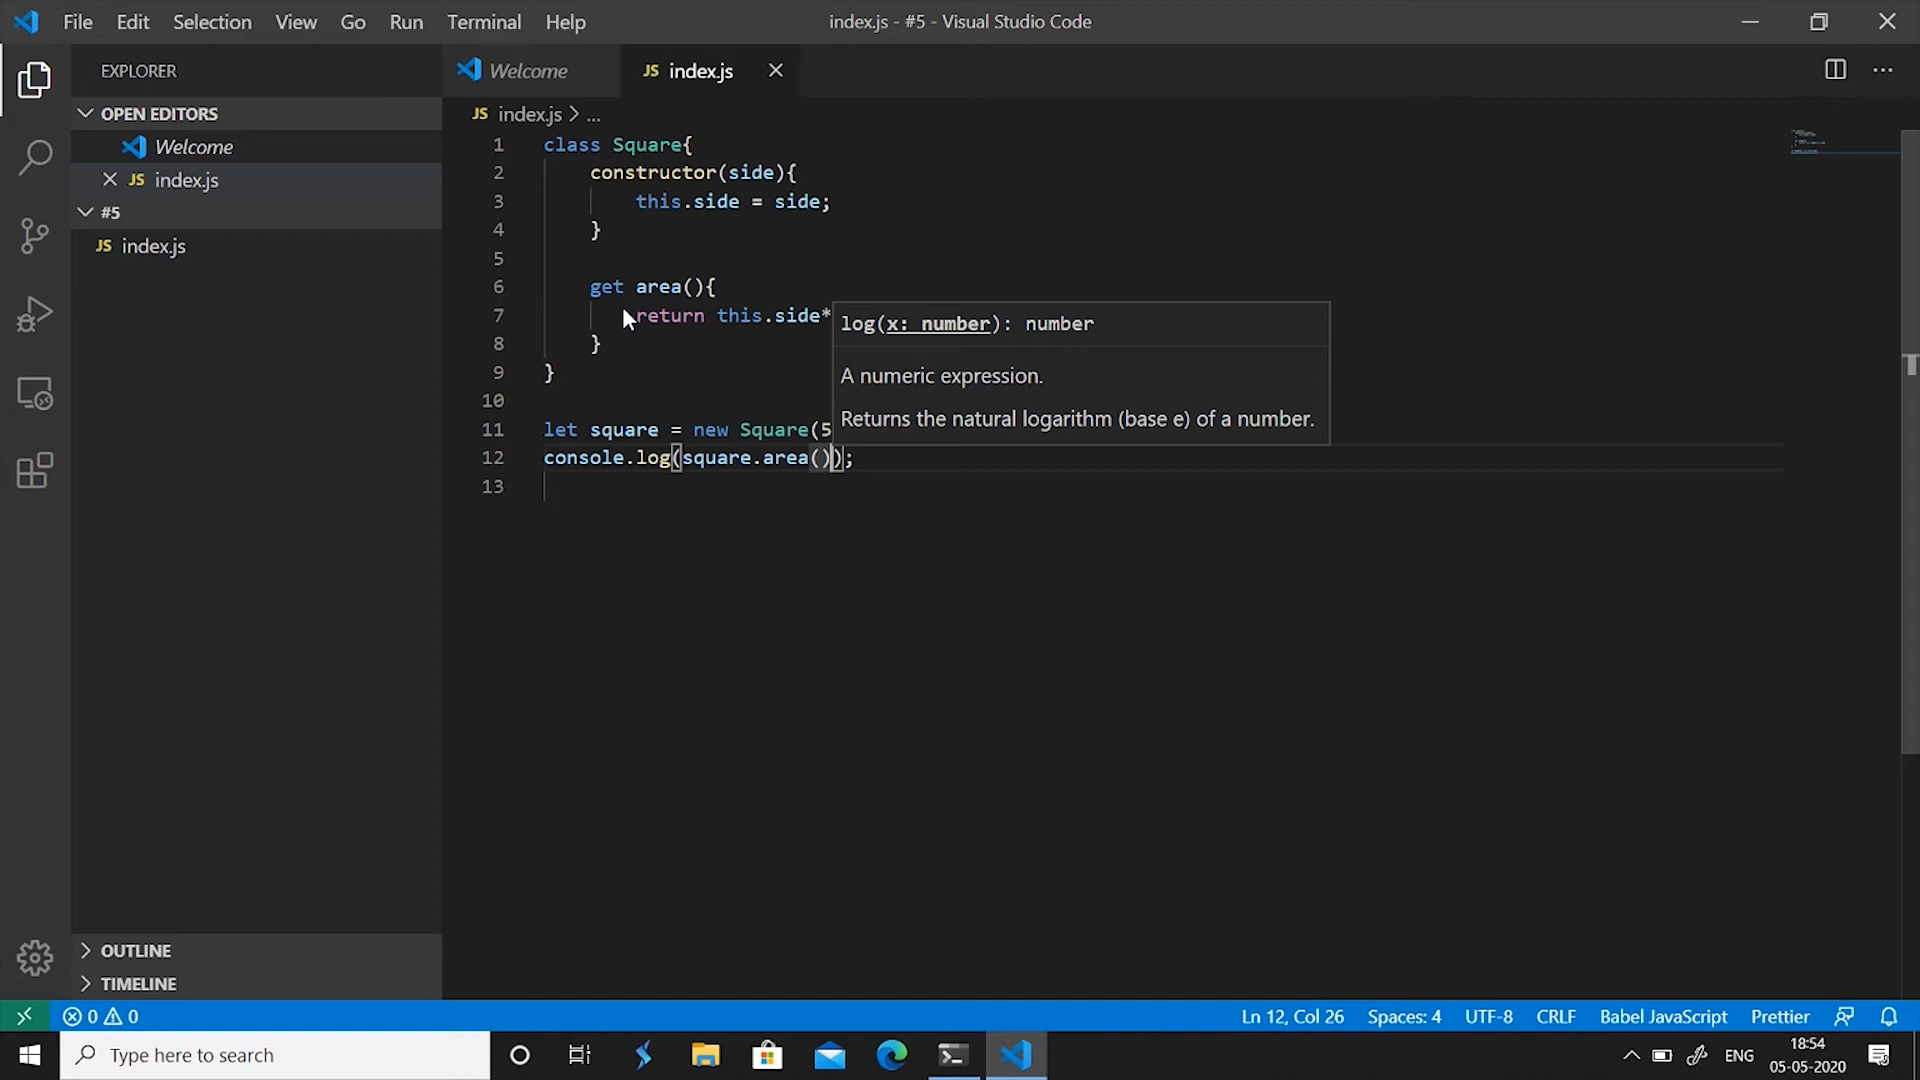 File Edit Selection View Go Run Terminal Help
index.js - #5 - Visual Studio Code
EXPLORER
OPEN EDITORS
Welcome
JS index.js
#5
JS index.js
OUTLINE
TIMELINE
Welcome
JS index.js
JS index.js > ...
1 class Square{
2 constructor(side){
3 this.side = side;
4 }
5
6 get area(){
7 return this.side*
8 }
9 }
10
11 let square = new Square(5
12 console.log(square.area());
13
log(x: number): number
A numeric expression.
Returns the natural logarithm (base e) of a number.
0 0
Ln 12, Col 26 Spaces: 4 UTF-8 CRLF Babel JavaScript Prettier
Type here to search
ENG
18:54
05-05-2020